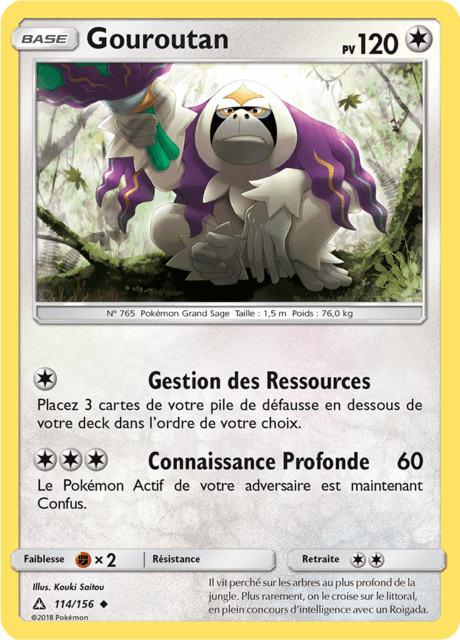 BASE Gouroutan PV 120
N° 765 Pokémon Grand Sage Taille : 1,5 m Poids : 76,0 kg
Gestion des Ressources
Placez 3 cartes de votre pile de défausse en dessous de
votre deck dans l'ordre de votre choix.
Connaissance Profonde 60
Le Pokémon Actif de votre adversaire est maintenant
Confus.
Faiblesse ×2 Résistance Retraite
Illus. Kouki Saitou
114/156
©2018 Pokémon
Il vit perché sur les arbres au plus profond de la
jungle. Plus rarement, on le croise sur le littoral,
en plein concours d'intelligence avec un Roigada.